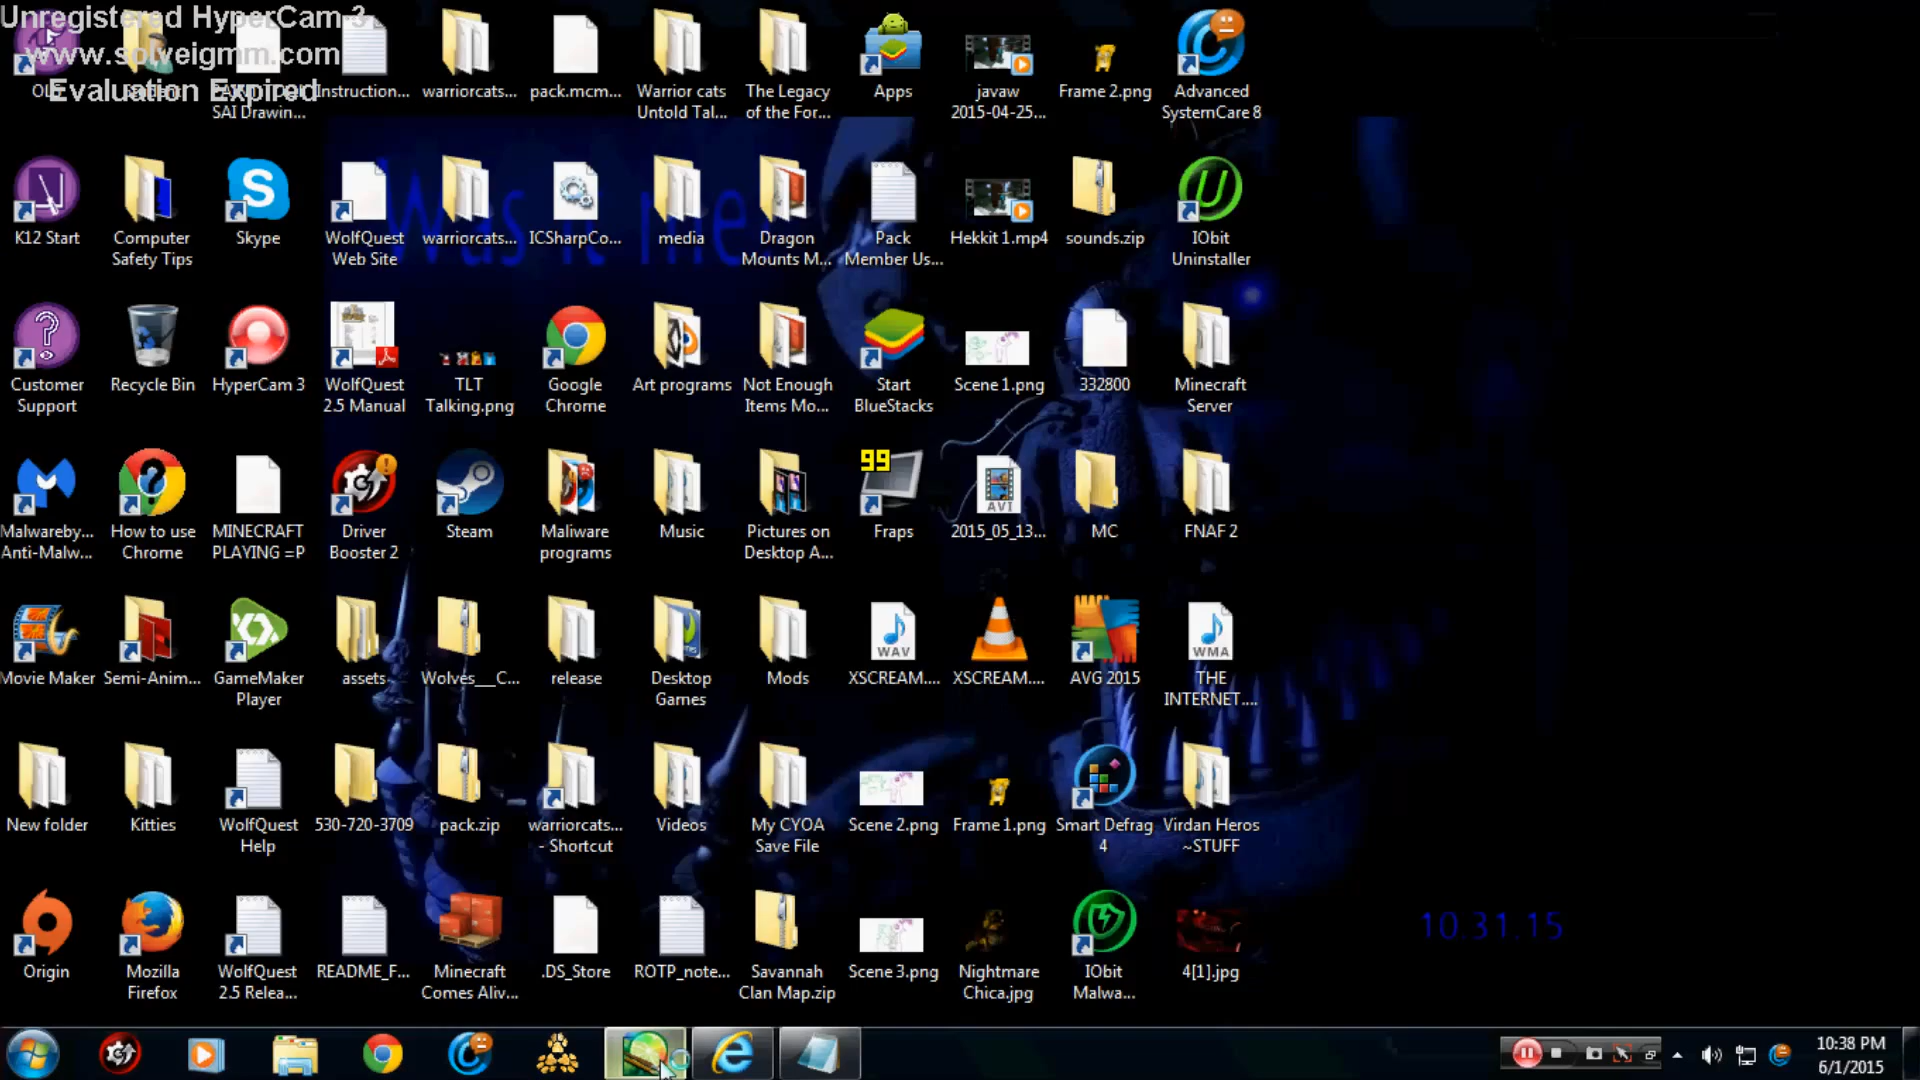 Unregistered HyperCam 3
www.solveigmm.com
Evaluation Expired
SAI Drawin...
Instruction...
warriorcats...
pack.mcm...
Warrior cats
Untold Tal...
The Legacy
of the For...
Apps
javaw
2015-04-25...
Frame 2.png
Advanced
SystemCare 8
Was it me
K12 Start
Computer
Safety Tips
Skype
WolfQuest
Web Site
warriorcats...
ICSharpCo...
media
Dragon
Mounts M...
Pack
Member Us...
Hekkit 1.mp4
sounds.zip
IObit
Uninstaller
Customer
Support
Recycle Bin
HyperCam 3
WolfQuest
2.5 Manual
TLT
Talking.png
Google
Chrome
Art programs
Not Enough
Items Mo...
Start
BlueStacks
Scene 1.png
332800
Minecraft
Server
Malwareby...
Anti-Malw...
How to use
Chrome
MINECRAFT
PLAYING =P
Driver
Booster 2
Steam
Maliware
programs
Music
Pictures on
Desktop A...
99
Fraps
AVI
2015_05_13...
MC
FNAF 2
Movie Maker
Semi-Anim...
GameMaker
Player
assets
Wolves___C...
release
Desktop
Games
Mods
WAV
XSCREAM....
XSCREAM....
AVG 2015
WMA
THE
INTERNET....
New folder
Kitties
WolfQuest
Help
530-720-3709
pack.zip
warriorcats...
- Shortcut
Videos
My CYOA
Save File
Scene 2.png
Frame 1.png
Smart Defrag
4
Virdan Heros
~STUFF
Origin
Mozilla
Firefox
WolfQuest
2.5 Relea...
README_F...
Minecraft
Comes Aliv...
.DS_Store
ROTP_note...
Savannah
Clan Map.zip
Scene 3.png
Nightmare
Chica.jpg
IObit
Malwa...
4[1].jpg
10.31.15
10:38 PM
6/1/2015